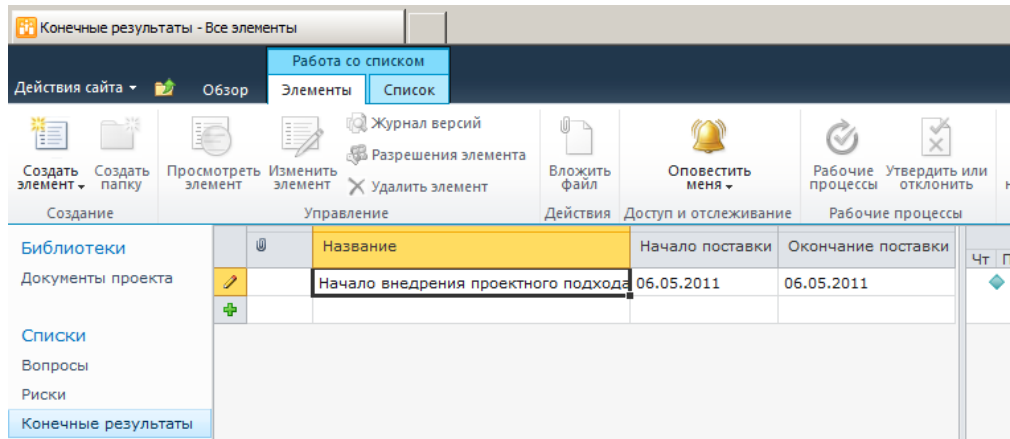 Конечные результаты - Все элементы
Работа со списком
Действия сайта Обзор Элементы Список
Журнал версий
Разрешения элемента
Удалить элемент
Создать элемент
Создать папку
Просмотреть элемент
Изменить элемент
Вложить файл
Оповестить меня
Рабочие процессы
Утвердить или отклонить
Создание Управление Действия Доступ и отслеживание Рабочие процессы
Библиотеки
Документы проекта
Списки
Вопросы
Риски
Конечные результаты
Название Начало поставки Окончание поставки
Чт
Начало внедрения проектного подхода 06.05.2011 06.05.2011